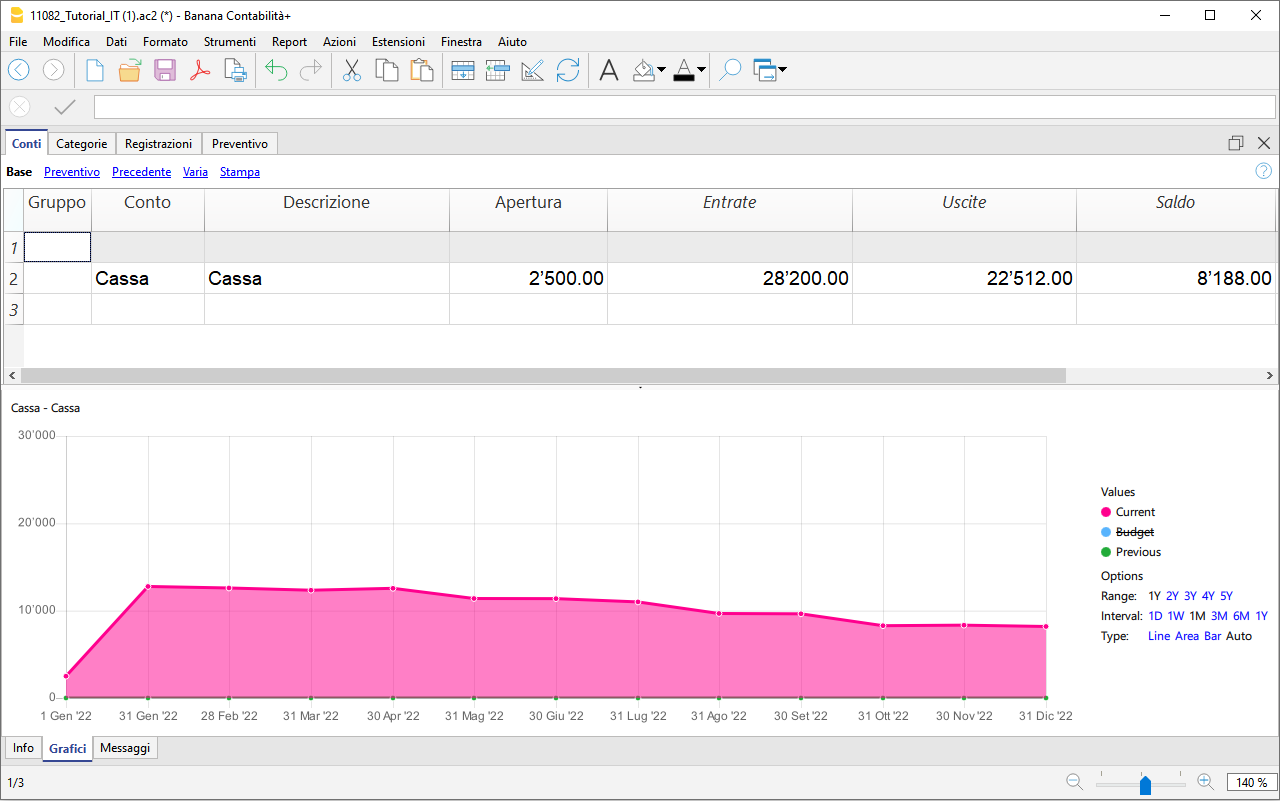 11082_Tutorial_IT (1).ac2 (*) - Banana Contabilità+
File Modifica Dati Formato Strumenti Report Azioni Estensioni Finestra Aiuto
Conti Categorie Registrazioni Preventivo
Base Preventivo Precedente Varia Stampa
Gruppo Conto Descrizione Apertura Entrate Uscite Saldo
1
2 Cassa Cassa 2’500.00 28’200.00 22’512.00 8’188.00
3
Cassa - Cassa
30’000
20’000
10’000
0
1 Gen '22 31 Gen '22 28 Feb '22 31 Mar '22 30 Apr '22 31 Mag '22 30 Giu '22 31 Lug '22 31 Ago '22 30 Set '22 31 Ott '22 30 Nov '22 31 Dic '22
Values
Current
Budget
Previous
Options
Range: 1Y 2Y 3Y 4Y 5Y
Interval: 1D 1W 1M 3M 6M 1Y
Type: Line Area Bar Auto
Info Grafici Messaggi
1/3
140 %